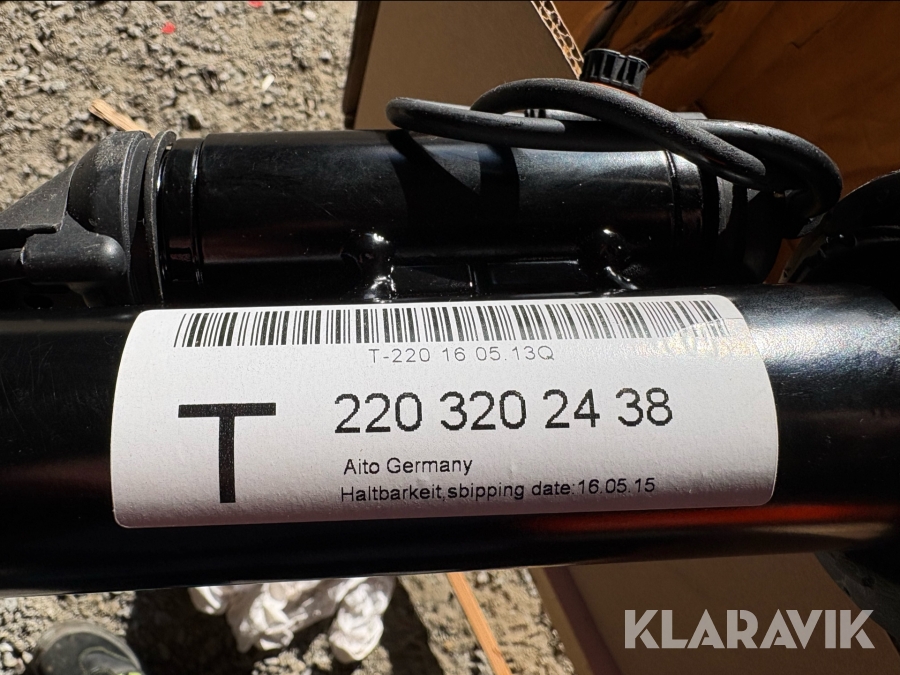 T-220 16 05.13Q
T
220 320 24 38
Aito Germany
Haltbarkeit,sbipping date:16.05.15
KLARAVIK